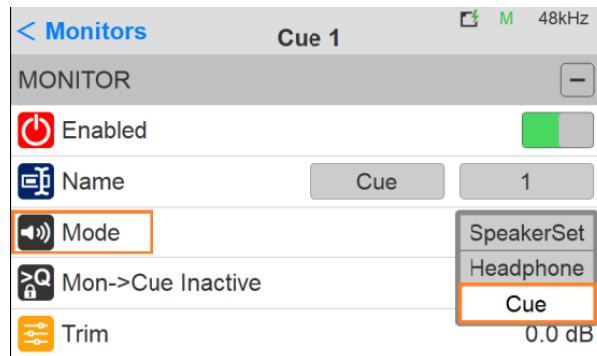 < Monitors Cue 1 M 48kHz
MONITOR −
Enabled
Name Cue 1
Mode SpeakerSet
Headphone
>Q Mon->Cue Inactive
Cue
Trim 0.0 dB